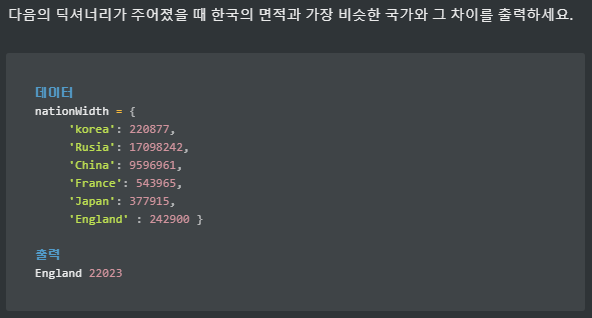 다음의 딕셔너리가 주어졌을 때 한국의 면적과 가장 비슷한 국가와 그 차이를 출력하세요.
데이터
nationWidth = {
'korea': 220877,
'Rusia': 17098242,
'China': 9596961,
'France': 543965,
'Japan': 377915,
'England' : 242900 }
출력
England 22023